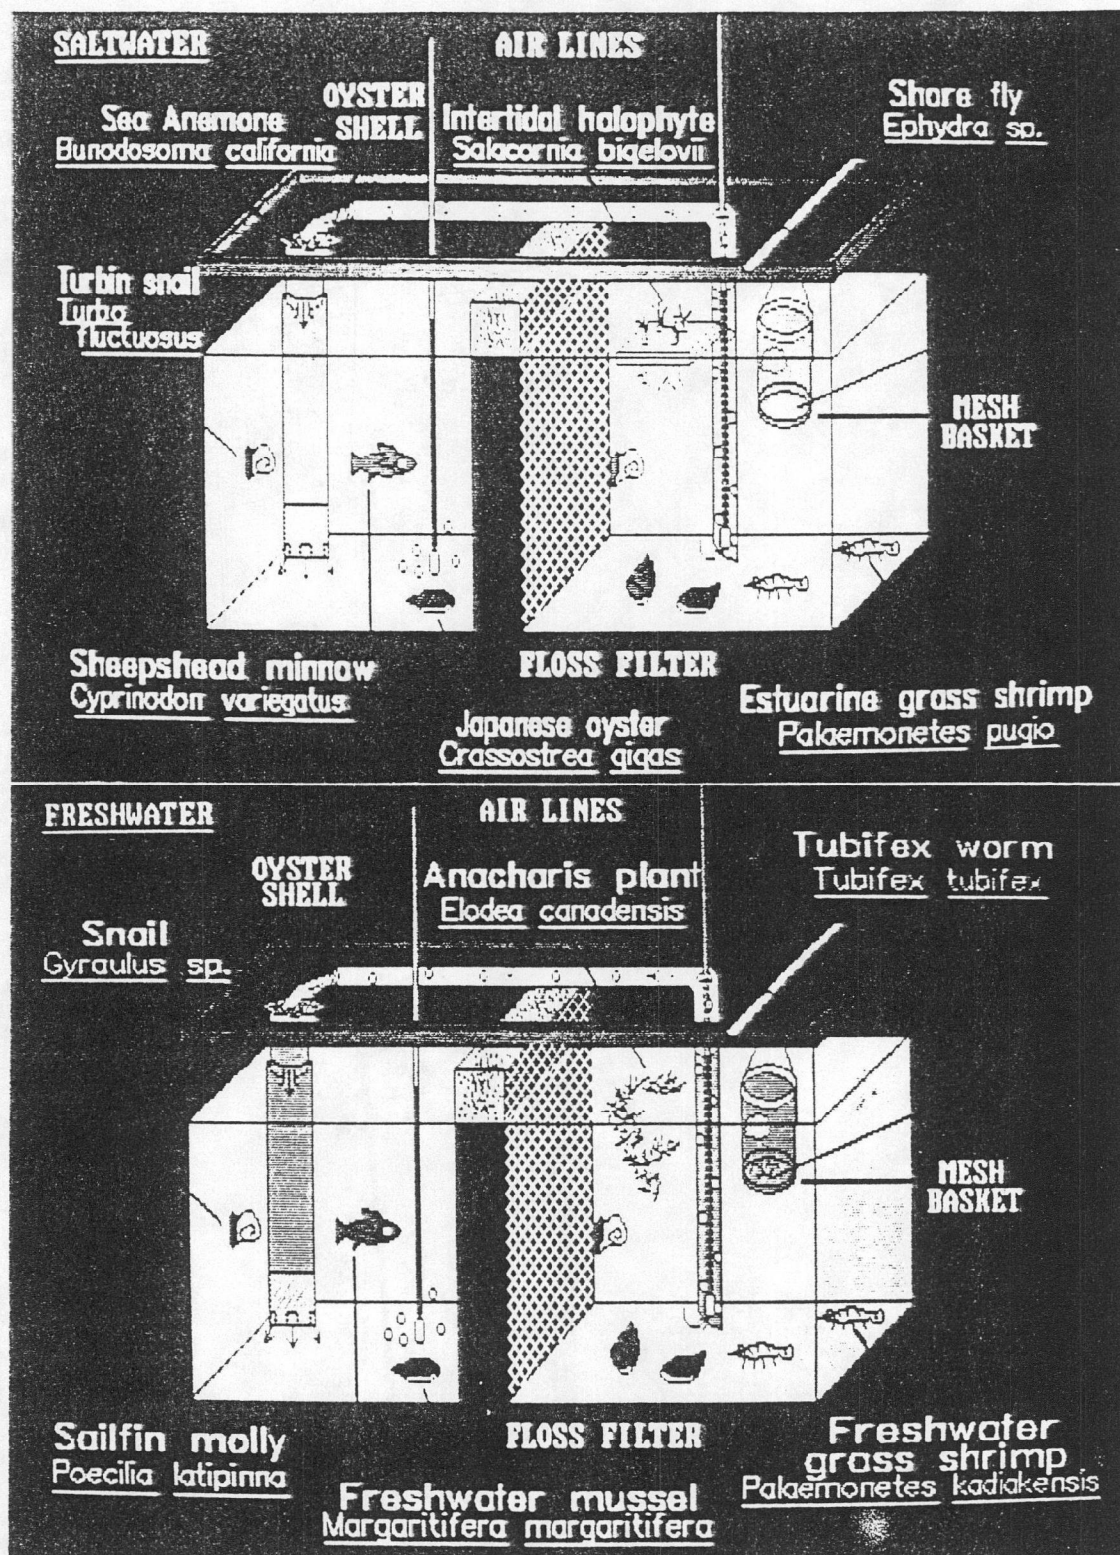 SALTWATER
AIR LINES
OYSTER
SHELL
Sea Anemone
Bunodosoma california
Intertidal halophyte
Salacornia bigelovii
Shore fly
Ephydra sp.
Turbin snail
Turbo
fluctuosus
MESH
BASKET
Sheepshead minnow
Cyprinodon variegatus
FLOSS FILTER
Japanese oyster
Crassostrea gigas
Estuarine grass shrimp
Palaemonetes pugio
FRESHWATER
AIR LINES
OYSTER
SHELL
Anacharis plant
Elodea canadensis
Tubifex worm
Tubifex tubifex
Snail
Gyraulus sp.
MESH
BASKET
Sailfin molly
Poecilia latipinna
FLOSS FILTER
Freshwater mussel
Margaritifera margaritifera
Freshwater
grass shrimp
Palaemonetes kadiakensis